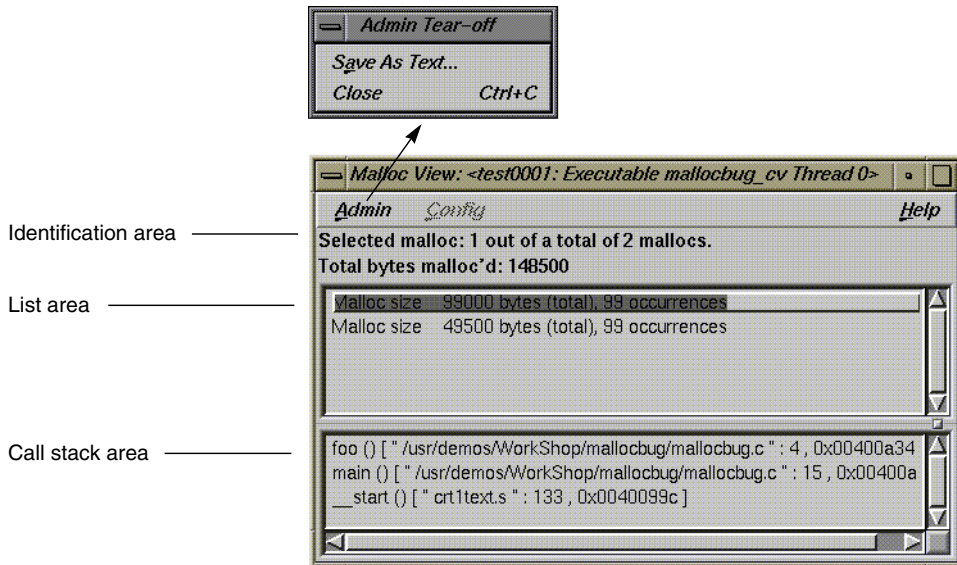 Admin Tear-off
Save As Text...
Close Ctrl+C
Malloc View: <test0001: Executable mallocbug_cv Thread 0>
Admin Config Help
Identification area
Selected malloc: 1 out of a total of 2 mallocs.
Total bytes malloc'd: 148500
List area
Malloc size 99000 bytes (total), 99 occurrences
Malloc size 49500 bytes (total), 99 occurrences
Call stack area
foo () [ " /usr/demos/WorkShop/mallocbug/mallocbug.c " : 4 , 0x00400a34
main () [ " /usr/demos/WorkShop/mallocbug/mallocbug.c " : 15 , 0x00400a
__start () [ " crt1text.s " : 133 , 0x0040099c ]